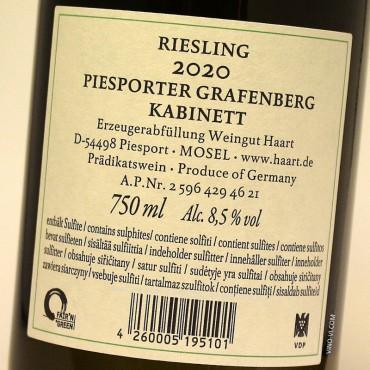 RIESLING
2020
PIESPORTER GRAFENBERG
KABINETT
Erzeugerabfüllung Weingut Haart
D-54498 Piesport · MOSEL · www.haart.de
Prädikatswein · Produce of Germany
A.P.Nr. 2 596 429 46 21
750 ml Alc. 8,5 % vol
enthält Sulfite / contains sulphites / contiene solfiti / contient sulfites / contiene sulfitos
bevat sulfieten / sisältää sulfiittia / indeholder sulfitter / innehåller sulfiter / inneholder
sulfitter / obsahuje siřičitany / satur sulfīti / sudėtyje yra sulfitai / obsahuje siričitany /
zawiera siarczyny / vsebuje sulfiti / tartalmaz szulfitok / contiene sulfiti / sisaldab sulfiteid
FAIR'N
GREEN
4 260005 195101
VDP
VINO-VI.COM